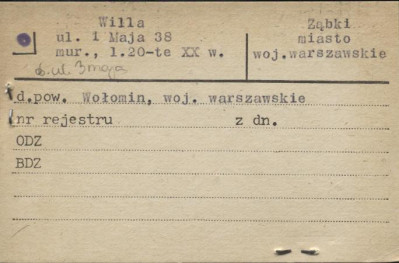 Willa
ul. 1 Maja 38
mur., l.20-te XX w.
d. ul. 3 maja
Ząbki
miasto
woj.warszawskie
d.pow. Wołomin, woj. warszawskie
nr rejestru z dn.
ODZ
BDZ